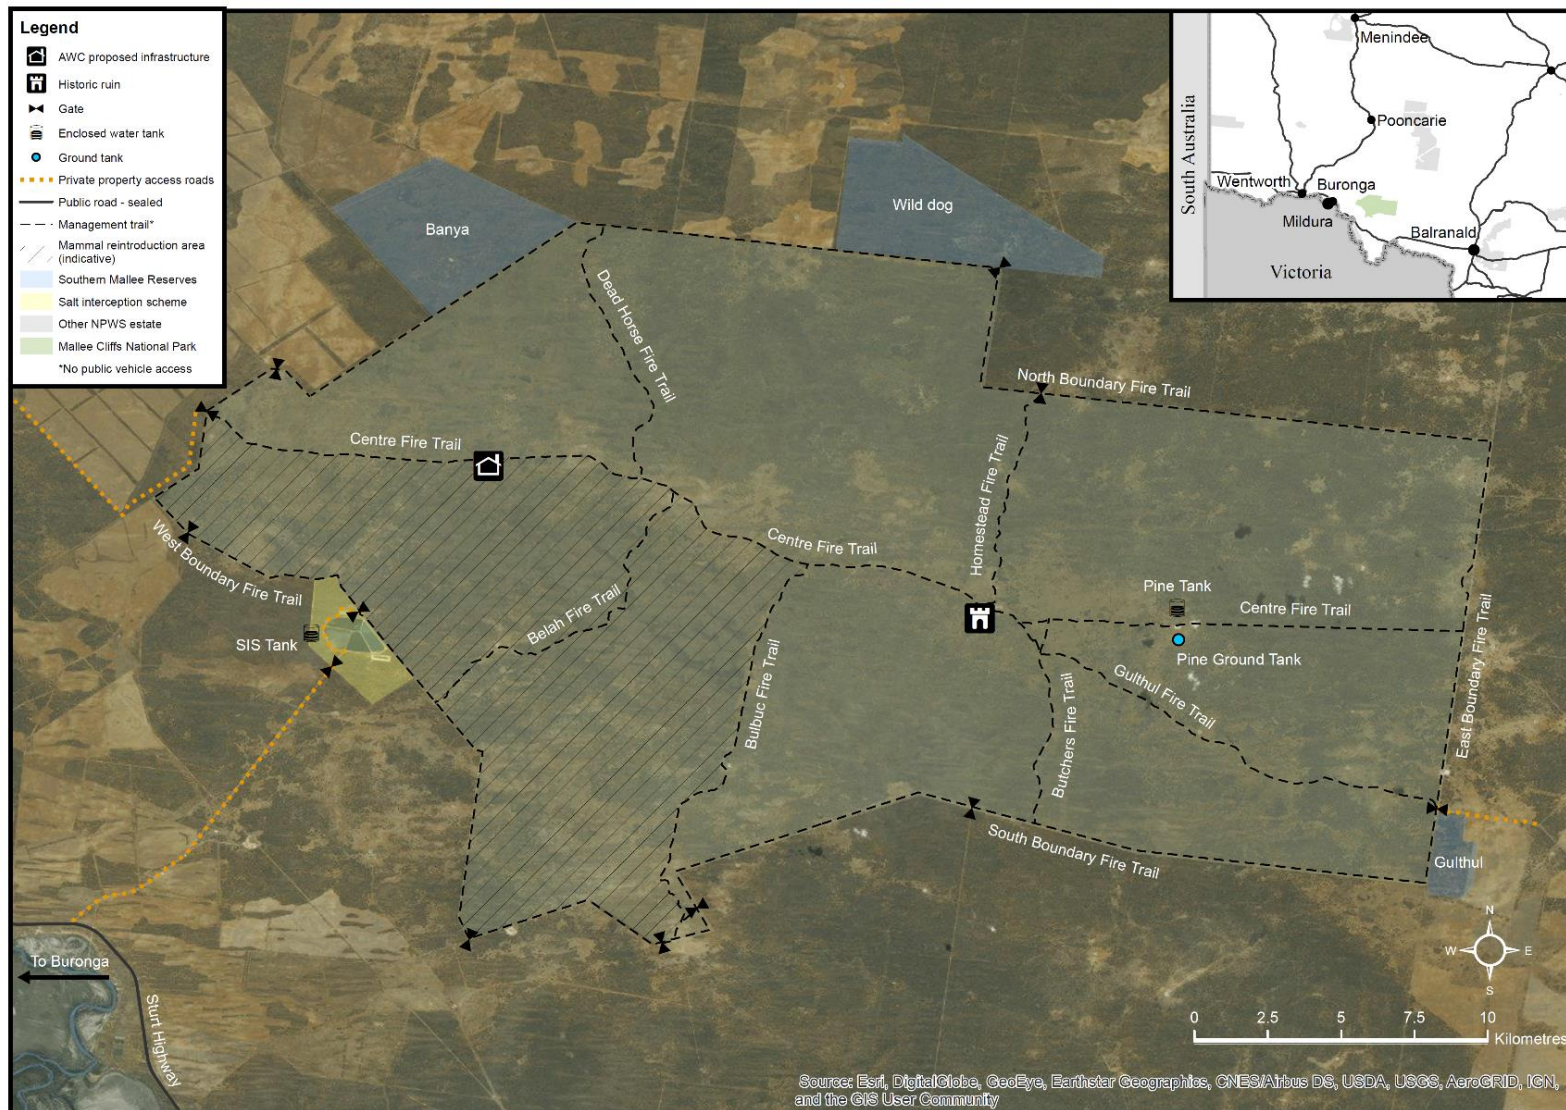 Legend
AWC proposed infrastructure
Historic ruin
Gate
Enclosed water tank
Ground tank
Private property access roads
Public road - sealed
Management trail*
Mammal reintroduction area
(indicative)
Southern Mallee Reserves
Salt interception scheme
Other NPWS estate
Mallee Cliffs National Park
*No public vehicle access
South Australia
Menindee
Pooncarie
Wentworth
Buronga
Mildura
Balranald
Victoria
Banya
Wild dog
Dead Horse Fire Trail
North Boundary Fire Trail
Centre Fire Trail
Homestead Fire Trail
West Boundary Fire Trail
Centre Fire Trail
Belah Fire Trail
SIS Tank
Pine Tank
Centre Fire Trail
Pine Ground Tank
Gulthul Fire Trail
East Boundary Fire Trail
Bulbuc Fire Trail
Butchers Fire Trail
South Boundary Fire Trail
Gulthul
To Buronga
Sturt Highway
N
W
E
S
0 2.5 5 7.5 10
Kilometres
Source: Esri, DigitalGlobe, GeoEye, Earthstar Geographics, CNES/Airbus DS, USDA, USGS, AeroGRID, IGN,
and the GIS User Community